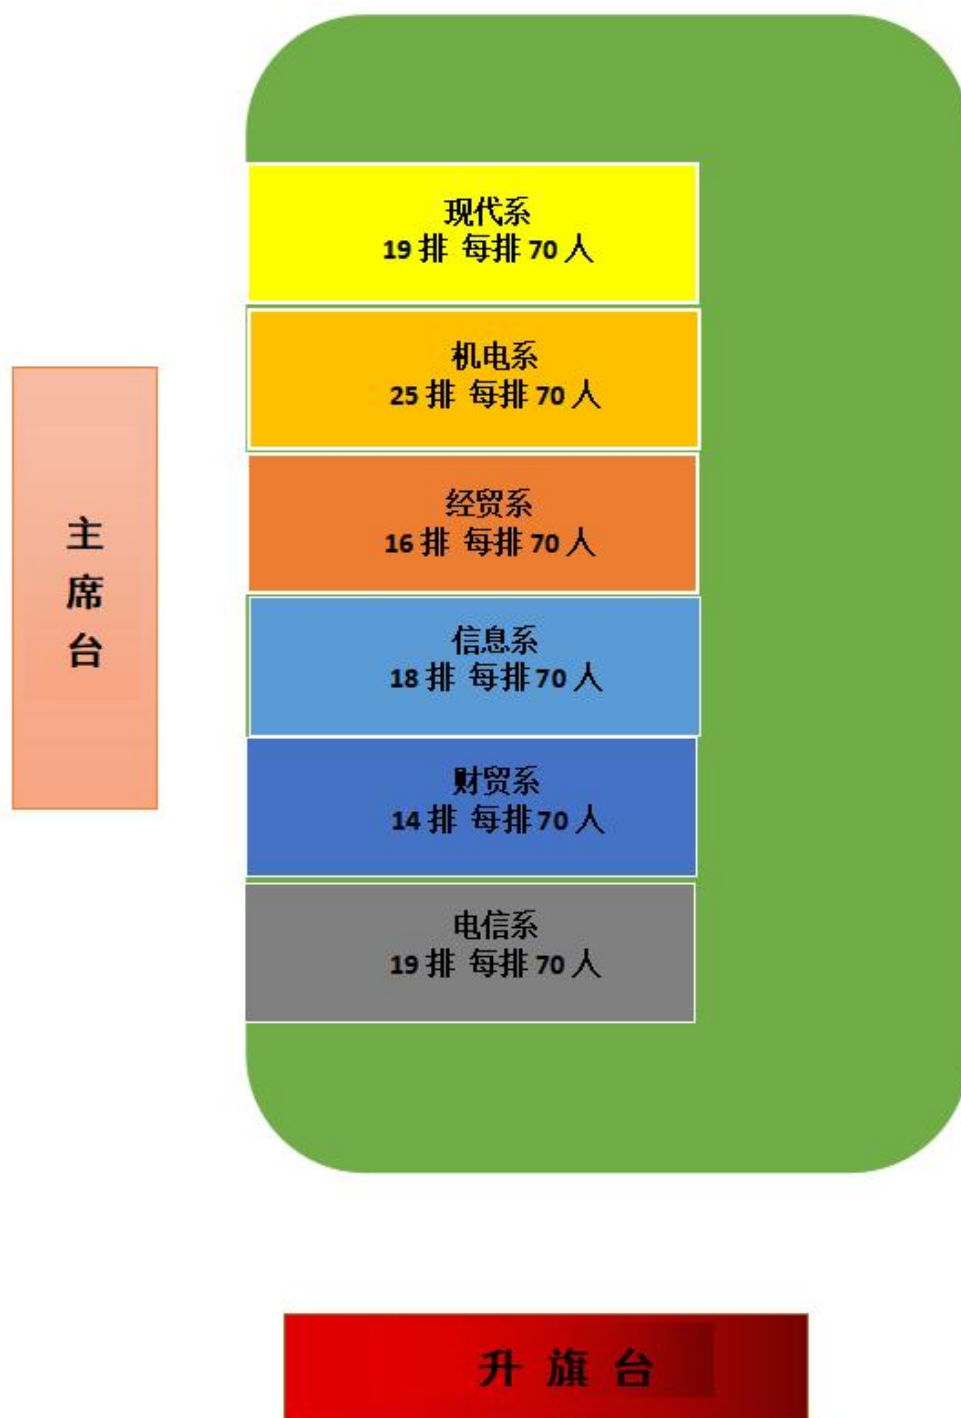 现代系
19 排 每排 70 人
机电系
25 排 每排 70 人
主
席
台
经贸系
16 排 每排 70 人
信息系
18 排 每排 70 人
财贸系
14 排 每排 70 人
电信系
19 排 每排 70 人
升 旗 台